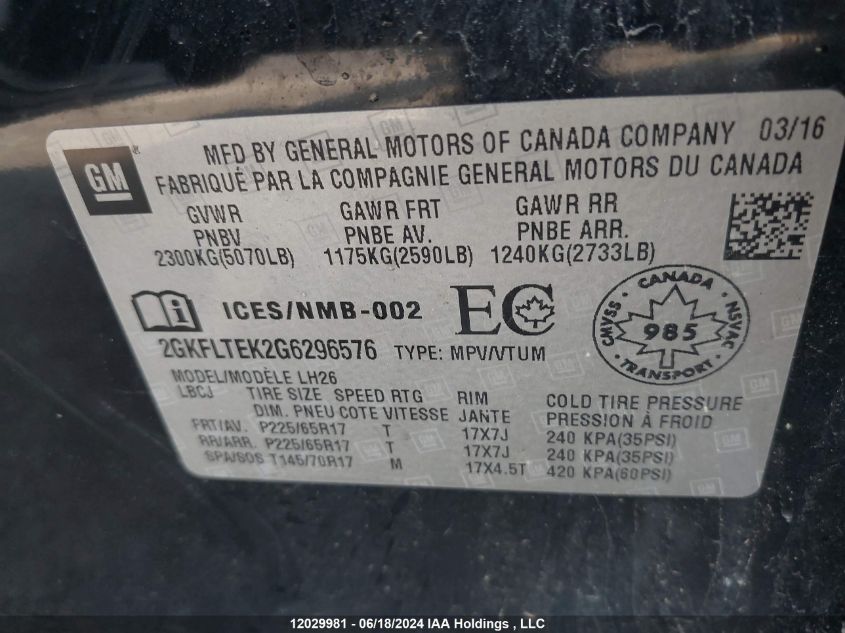 GM
MFD BY GENERAL MOTORS OF CANADA COMPANY 03/16
FABRIQUÉ PAR LA COMPAGNIE GENERAL MOTORS DU CANADA
GVWR GAWR FRT GAWR RR
PNBV PNBE AV. PNBE ARR.
2300KG(5070LB) 1175KG(2590LB) 1240KG(2733LB)
i ICES/NMB-002 EC
CANADA
CMVSS 985 NSVAC
TRANSPORT
2GKFLTEK2G6296576 TYPE: MPV/VTUM
MODEL/MODÈLE LH26
LBCJ TIRE SIZE SPEED RTG RIM COLD TIRE PRESSURE
DIM. PNEU COTE VITESSE JANTE PRESSION À FROID
FRT/AV. P225/65R17 T 17X7J 240 KPA(35PSI)
RR/ARR. P225/65R17 T 17X7J 240 KPA(35PSI)
SPA/SOS T145/70R17 M 17X4.5T 420 KPA(60PSI)
12029981 - 06/18/2024 IAA Holdings , LLC/